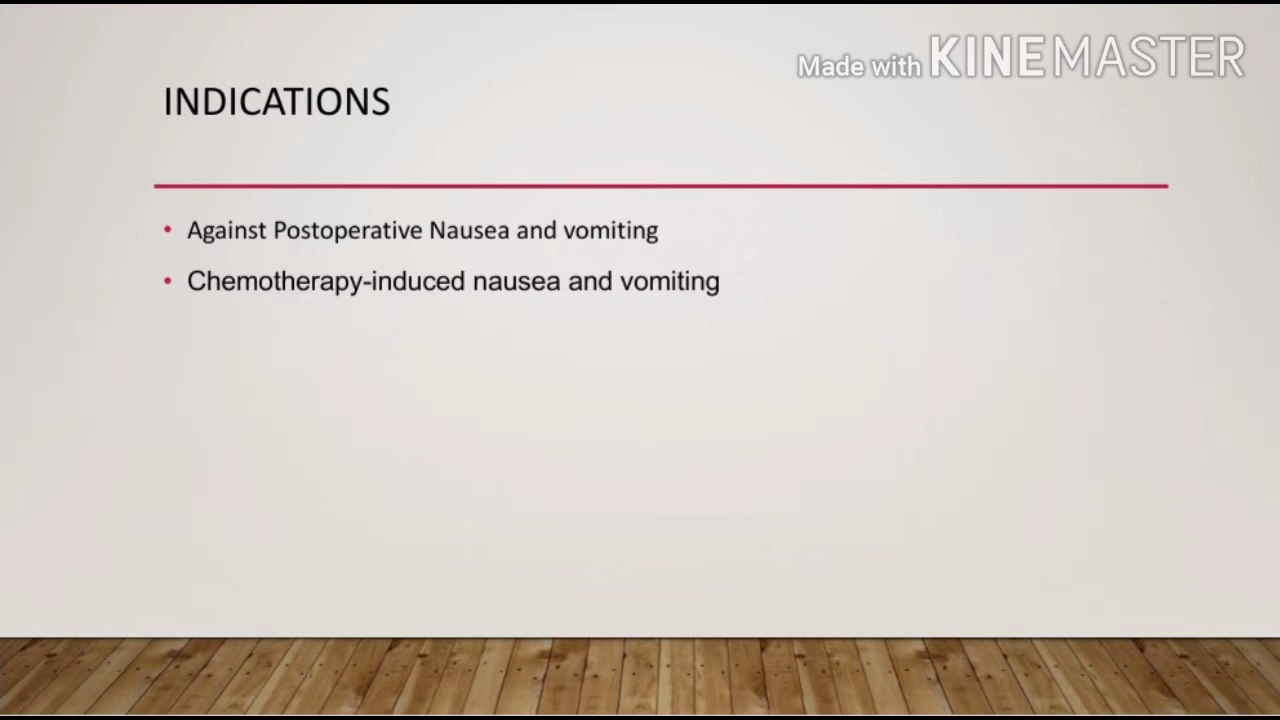 Made with KINEMASTER
INDICATIONS
• Against Postoperative Nausea and vomiting
• Chemotherapy-induced nausea and vomiting